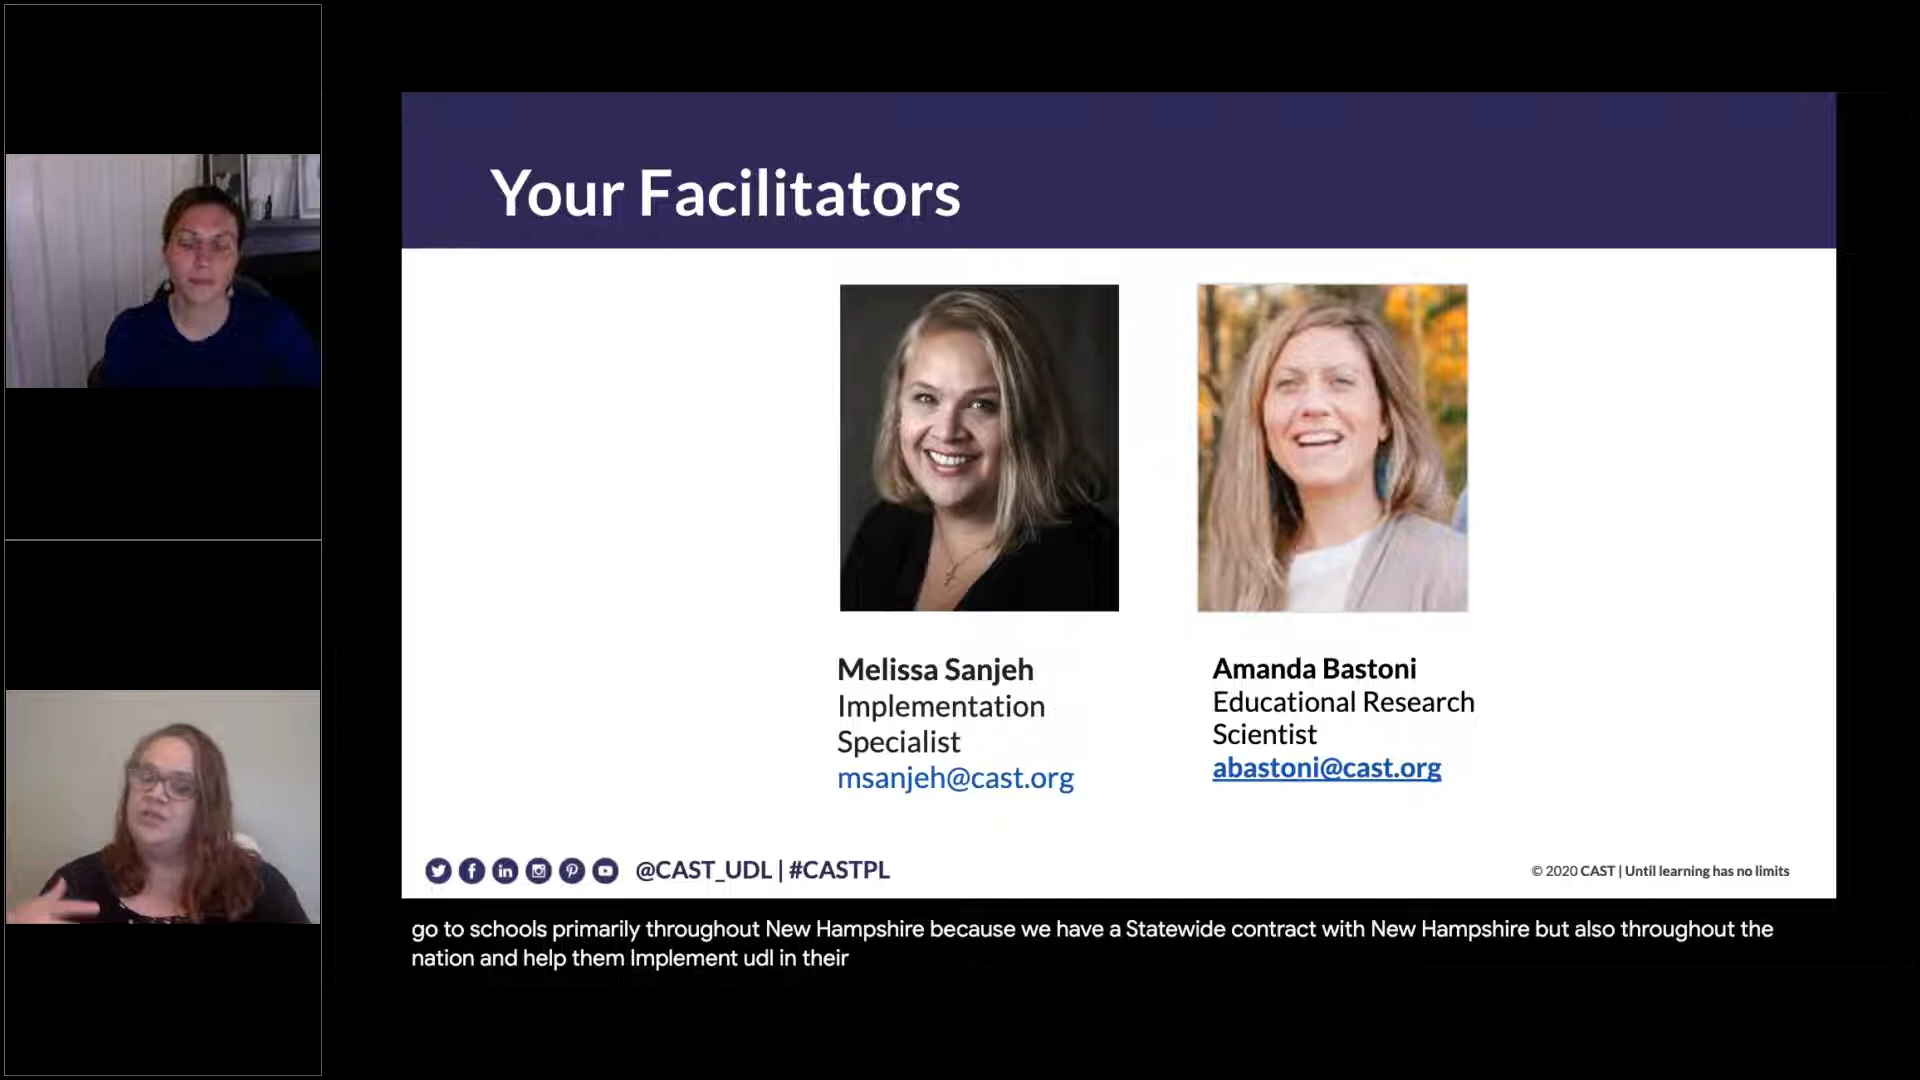 Your Facilitators
Melissa Sanjeh
Implementation
Specialist
msanjeh@cast.org
Amanda Bastoni
Educational Research
Scientist
abastoni@cast.org
@CAST_UDL | #CASTPL
© 2020 CAST | Until learning has no limits
go to schools primarily throughout New Hampshire because we have a Statewide contract with New Hampshire but also throughout the
nation and help them Implement udl in their